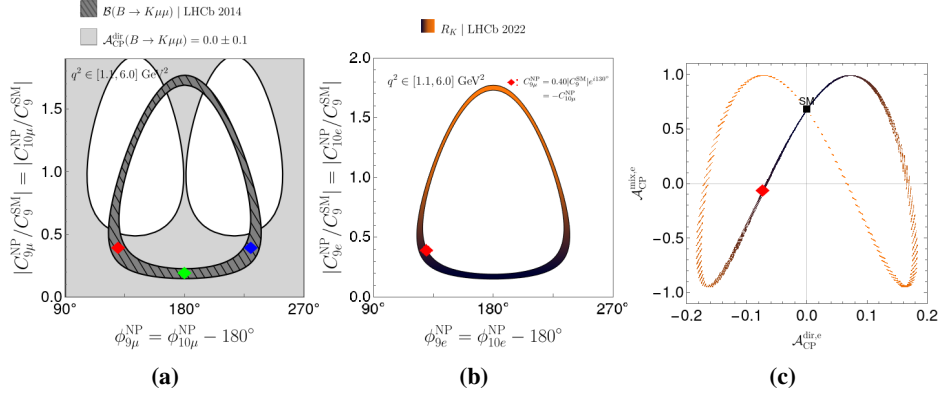 B(B → Kμμ) | LHCb 2014
A_CP^dir(B → Kμμ) = 0.0 ± 0.1
q² ∈ [1.1, 6.0] GeV²
|C_9μ^NP/C_9^SM| = |C_10μ^NP/C_9^SM|
1.5
1.0
0.5
0.0
90° 180° 270°
ϕ_9μ^NP = ϕ_10μ^NP − 180°
(a)
R_K | LHCb 2022
q² ∈ [1.1, 6.0] GeV²
: C_9μ^NP = 0.40|C_9^SM|e^{i130°}
= −C_10μ^NP
|C_9e^NP/C_9^SM| = |C_10e^NP/C_9^SM|
2.0
1.5
1.0
0.5
0.0
90° 180° 270°
ϕ_9e^NP = ϕ_10e^NP − 180°
(b)
A_CP^mix,e
1.0
0.5
0.0
−0.5
−1.0
SM
−0.2 −0.1 0.0 0.1 0.2
A_CP^dir,e
(c)